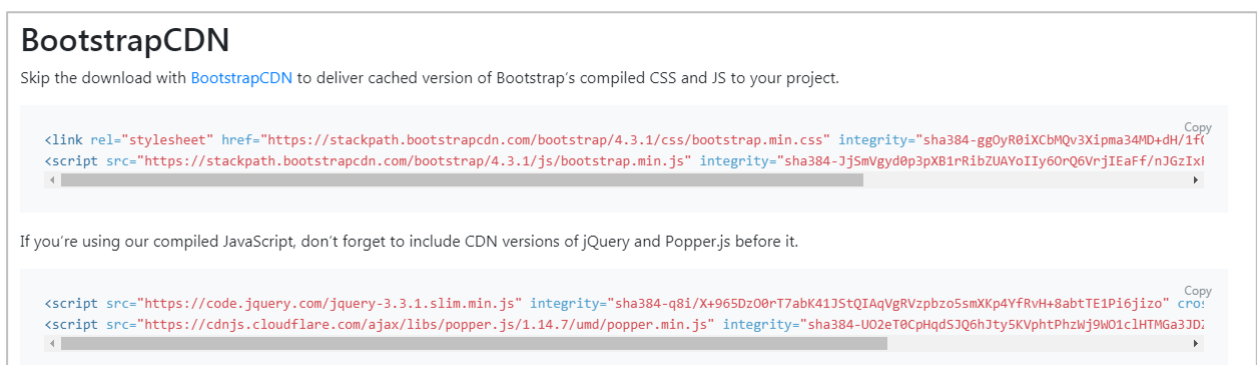 BootstrapCDN
Skip the download with BootstrapCDN to deliver cached version of Bootstrap's compiled CSS and JS to your project.
Copy
<link rel="stylesheet" href="https://stackpath.bootstrapcdn.com/bootstrap/4.3.1/css/bootstrap.min.css" integrity="sha384-ggOyR0iXCbMQv3Xipma34MD+dH/1f
<script src="https://stackpath.bootstrapcdn.com/bootstrap/4.3.1/js/bootstrap.min.js" integrity="sha384-JjSmVgyd0p3pXB1rRibZUAYoIIy6OrQ6VrjIEaFf/nJGzIx
If you're using our compiled JavaScript, don't forget to include CDN versions of jQuery and Popper.js before it.
Copy
<script src="https://code.jquery.com/jquery-3.3.1.slim.min.js" integrity="sha384-q8i/X+965DzO0rT7abK41JStQIAqVgRVzpbzo5smXKp4YfRvH+8abtTE1Pi6jizo" cros
<script src="https://cdnjs.cloudflare.com/ajax/libs/popper.js/1.14.7/umd/popper.min.js" integrity="sha384-UO2eT0CpHqdSJQ6hJty5KVphtPhzWj9WO1clHTMGa3JD